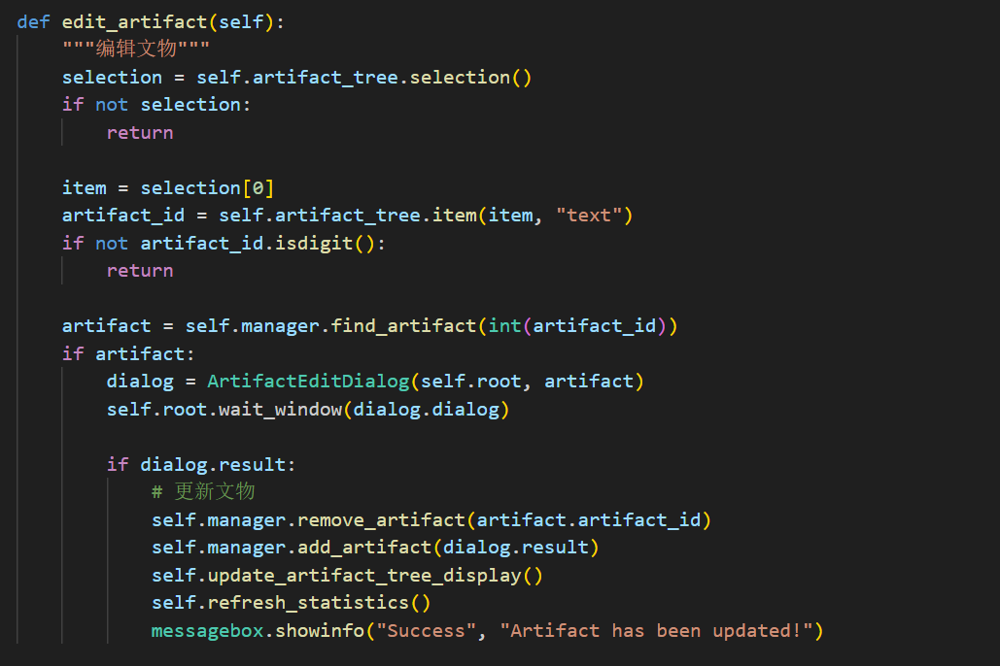 def edit_artifact(self):
    """编辑文物"""
    selection = self.artifact_tree.selection()
    if not selection:
        return

    item = selection[0]
    artifact_id = self.artifact_tree.item(item, "text")
    if not artifact_id.isdigit():
        return

    artifact = self.manager.find_artifact(int(artifact_id))
    if artifact:
        dialog = ArtifactEditDialog(self.root, artifact)
        self.root.wait_window(dialog.dialog)

        if dialog.result:
            # 更新文物
            self.manager.remove_artifact(artifact.artifact_id)
            self.manager.add_artifact(dialog.result)
            self.update_artifact_tree_display()
            self.refresh_statistics()
            messagebox.showinfo("Success", "Artifact has been updated!")